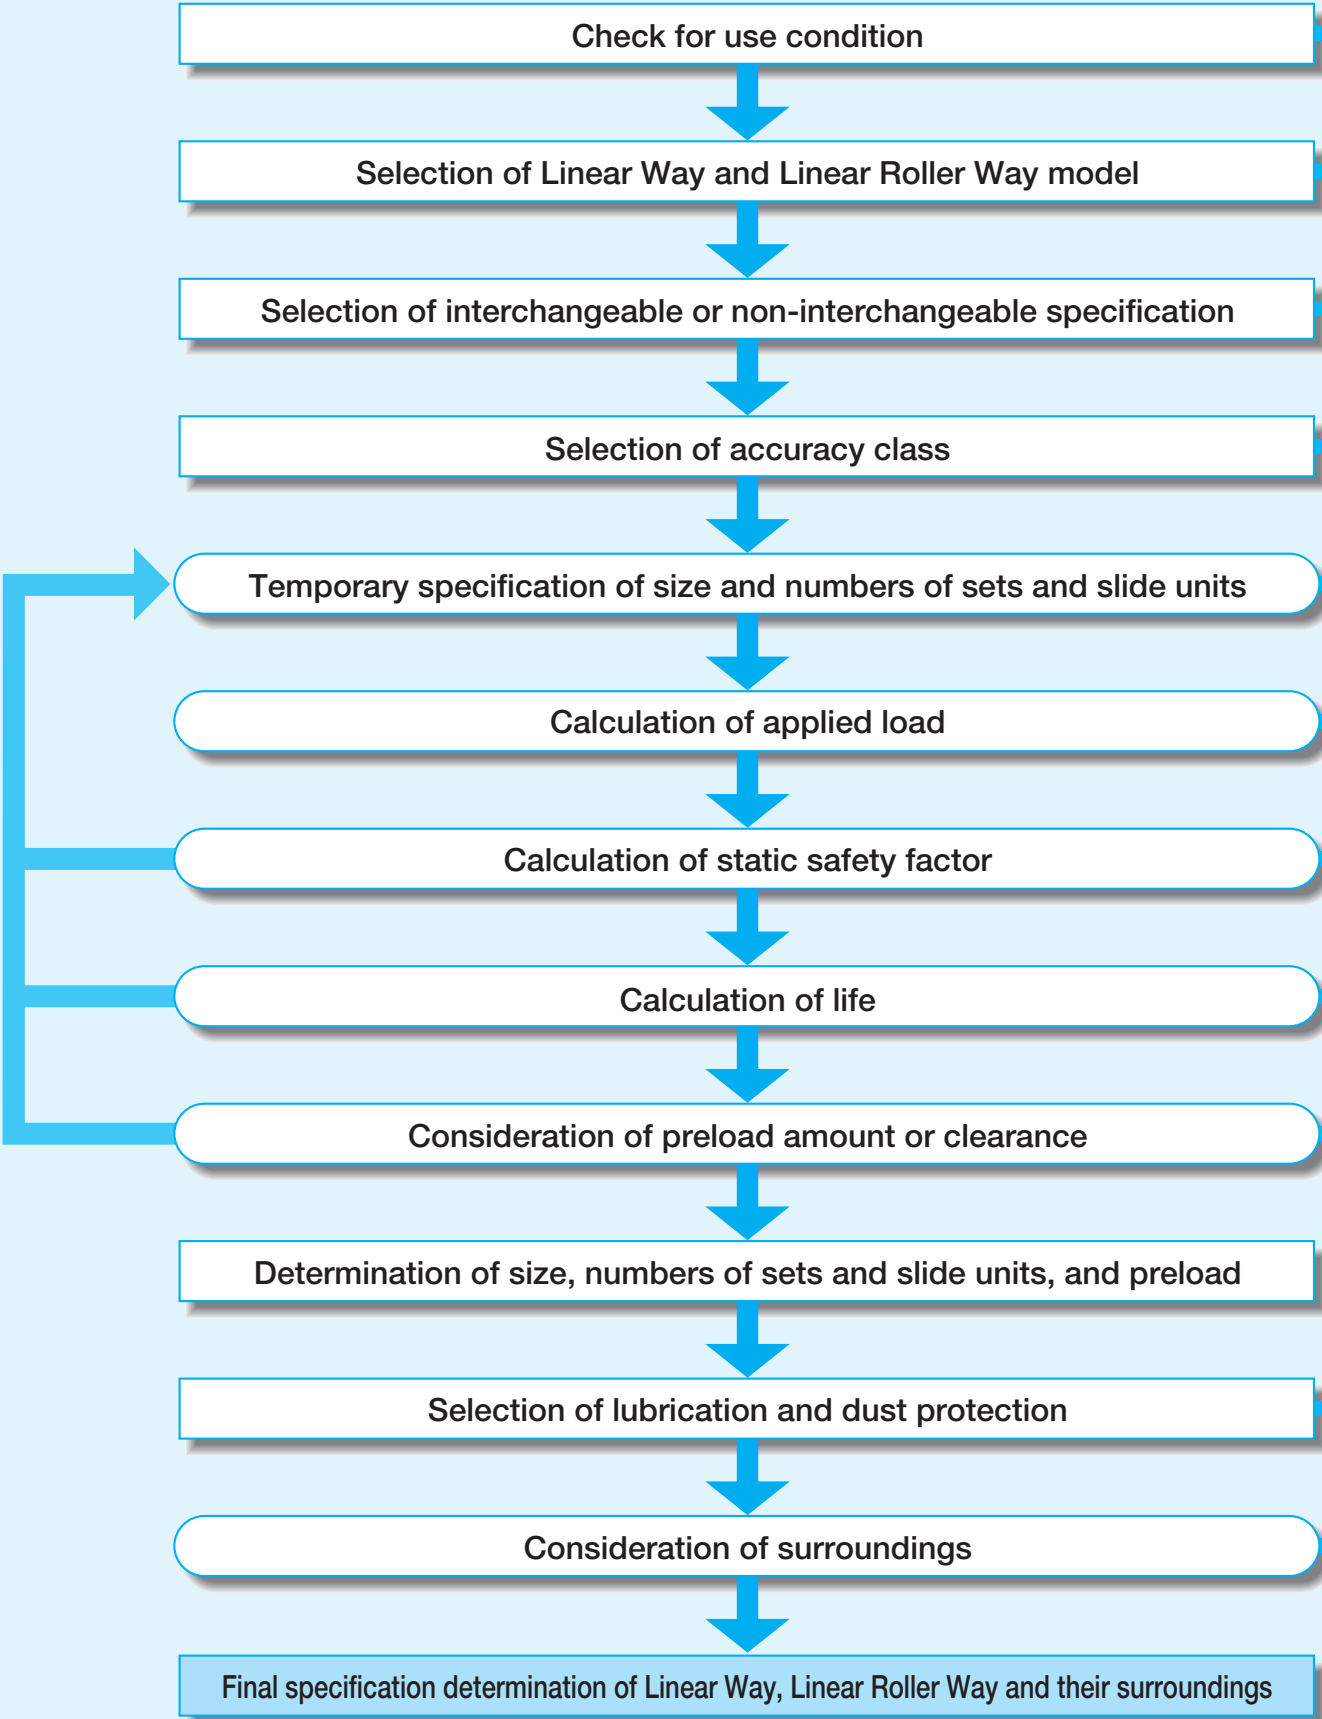 Check for use condition
Selection of Linear Way and Linear Roller Way model
Selection of interchangeable or non-interchangeable specification
Selection of accuracy class
Temporary specification of size and numbers of sets and slide units
Calculation of applied load
Calculation of static safety factor
Calculation of life
Consideration of preload amount or clearance
Determination of size, numbers of sets and slide units, and preload
Selection of lubrication and dust protection
Consideration of surroundings
Final specification determination of Linear Way, Linear Roller Way and their surroundings